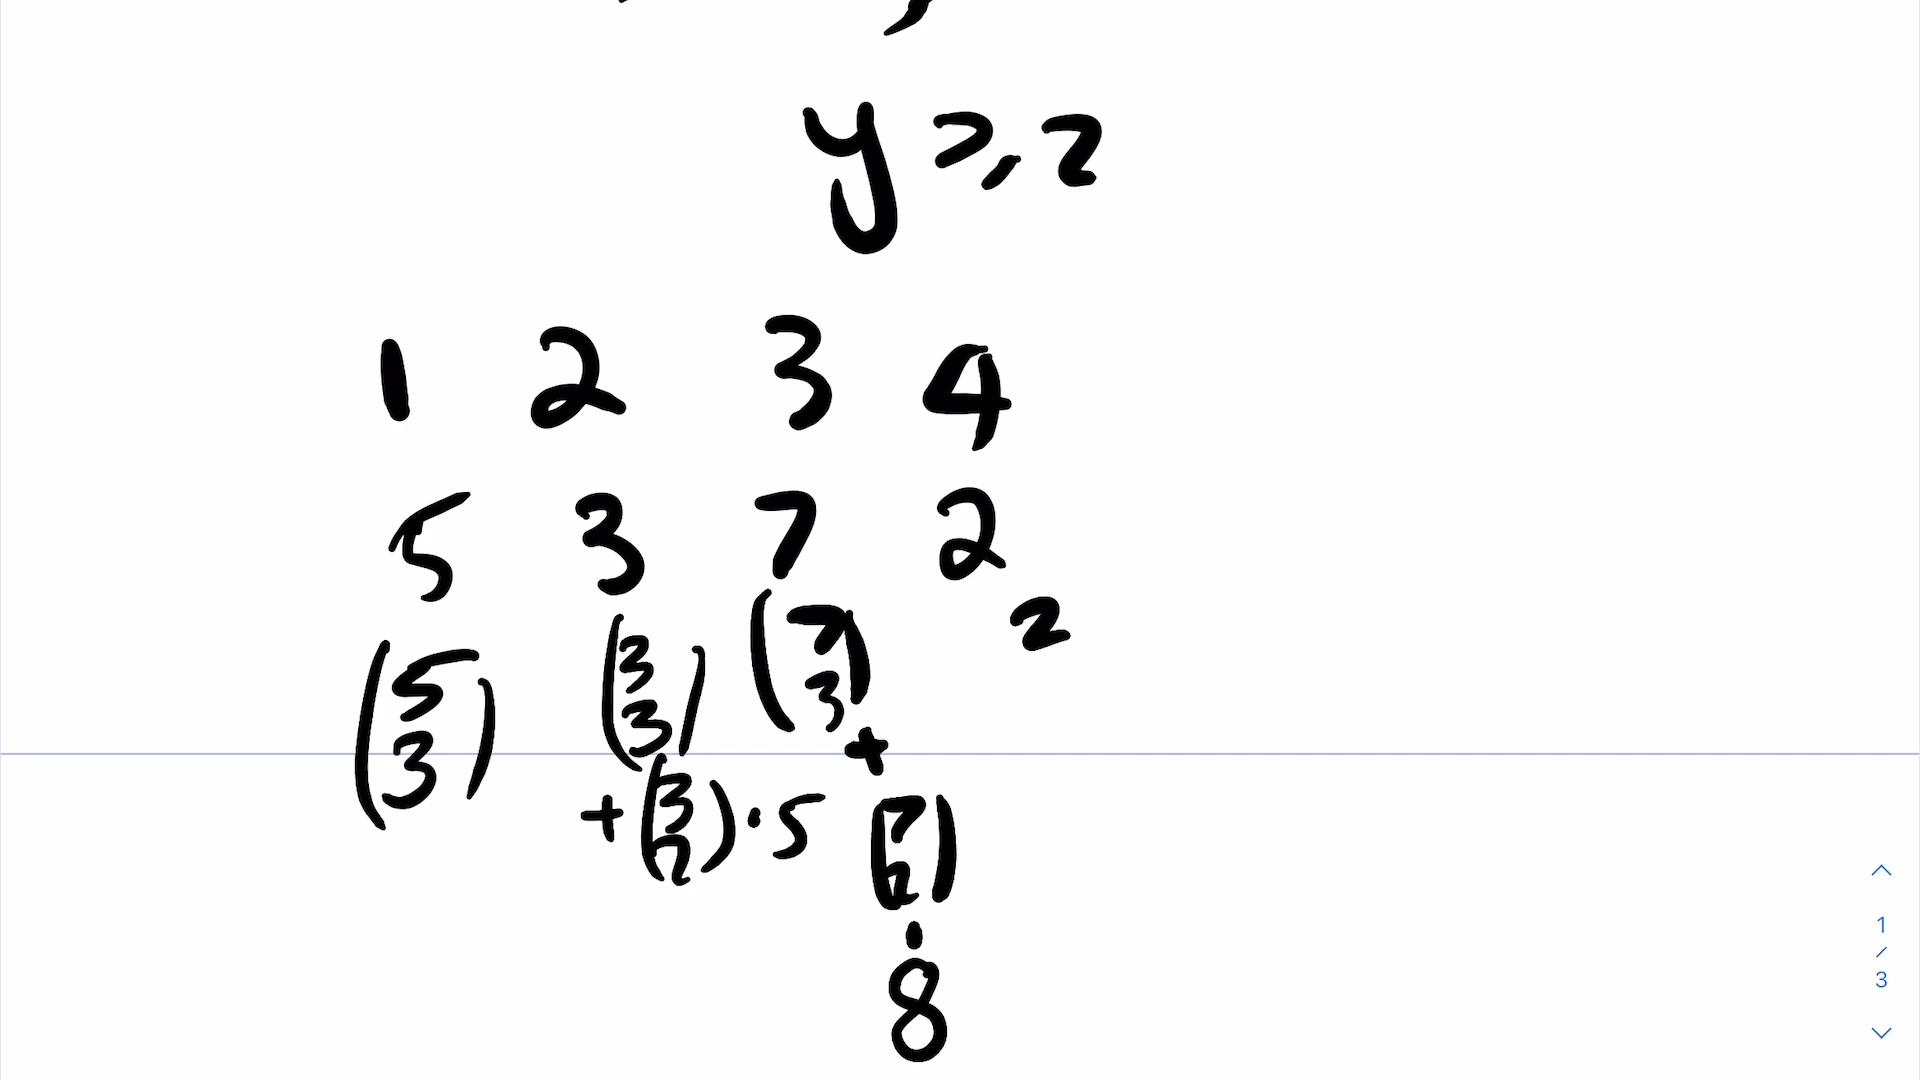 y ⩾ 2
1 2 3 4
5 3 7 2
2
(5 3) (3 3) (7 3)
+
+ (3 2) · 5 (7 2)
·
8
1
/
3